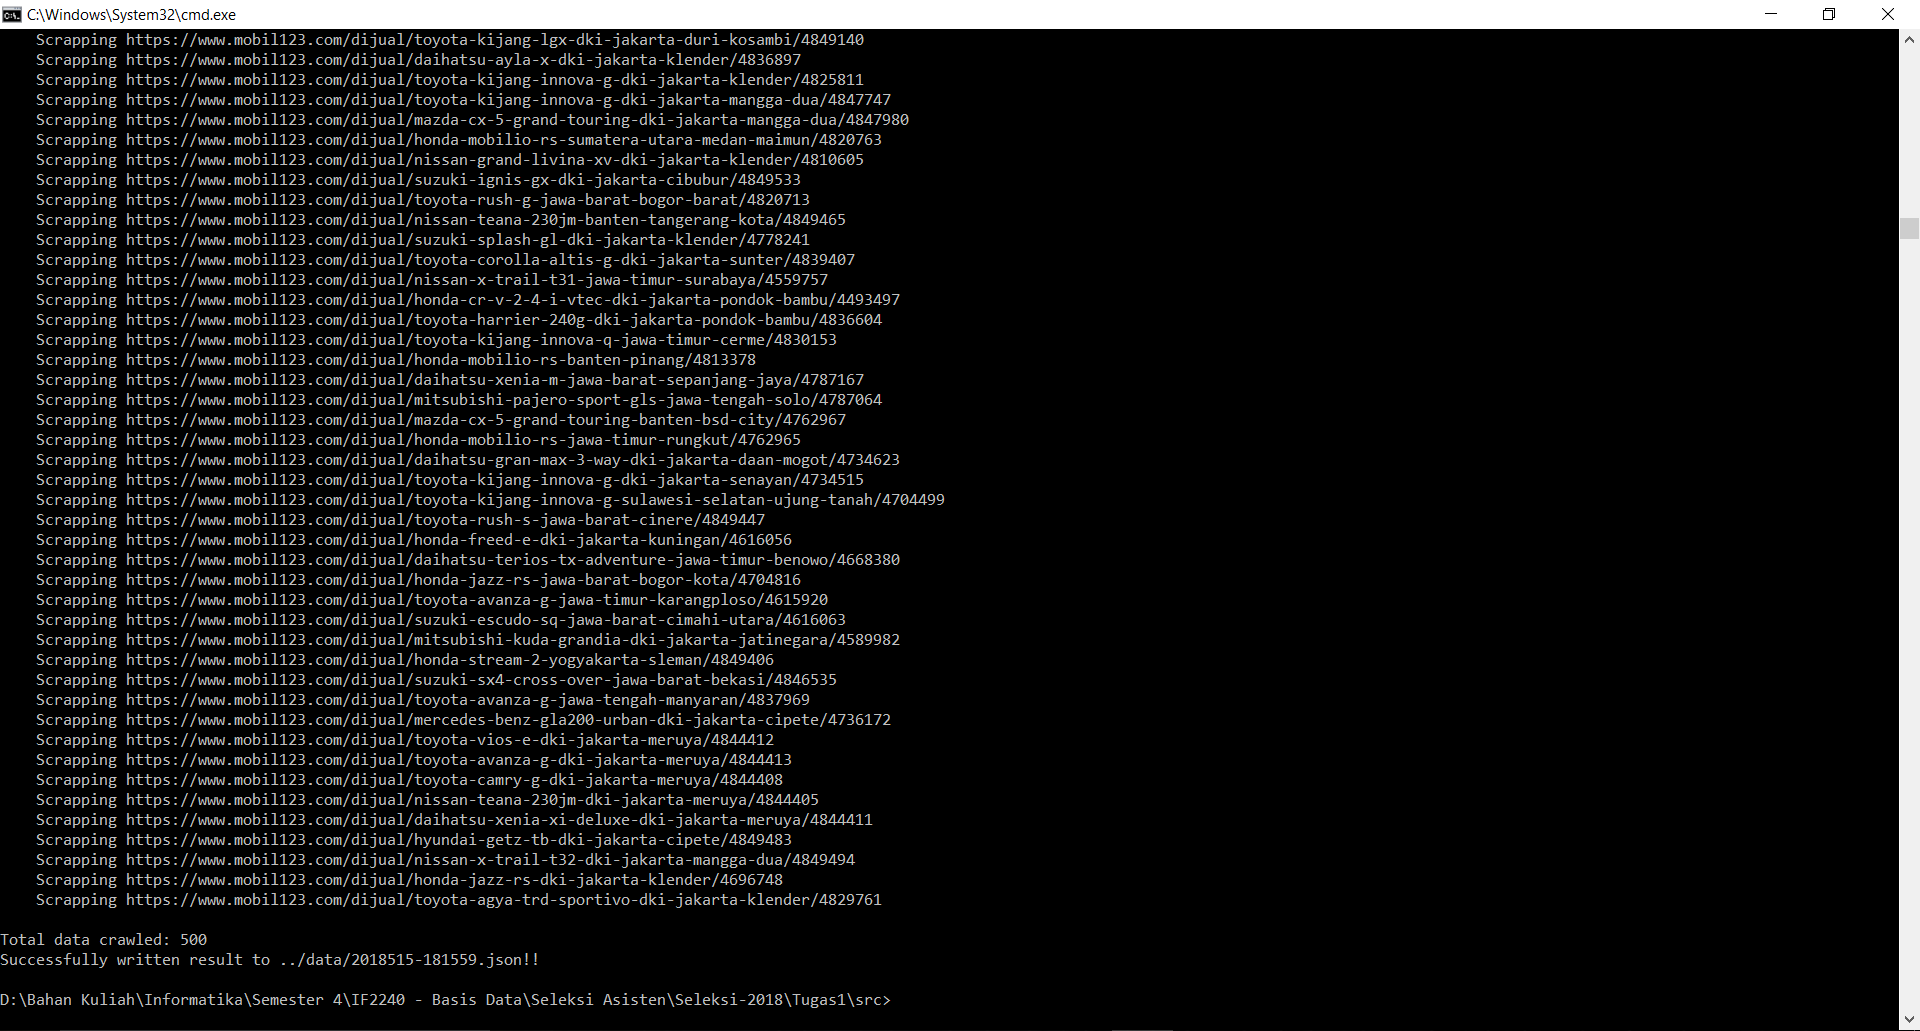 C:\Windows\System32\cmd.exe
Scrapping https://www.mobil123.com/dijual/toyota-kijang-lgx-dki-jakarta-duri-kosambi/4849140
Scrapping https://www.mobil123.com/dijual/daihatsu-ayla-x-dki-jakarta-klender/4836897
Scrapping https://www.mobil123.com/dijual/toyota-kijang-innova-g-dki-jakarta-klender/4825811
Scrapping https://www.mobil123.com/dijual/toyota-kijang-innova-g-dki-jakarta-mangga-dua/4847747
Scrapping https://www.mobil123.com/dijual/mazda-cx-5-grand-touring-dki-jakarta-mangga-dua/4847980
Scrapping https://www.mobil123.com/dijual/honda-mobilio-rs-sumatera-utara-medan-maimun/4820763
Scrapping https://www.mobil123.com/dijual/nissan-grand-livina-xv-dki-jakarta-klender/4810605
Scrapping https://www.mobil123.com/dijual/suzuki-ignis-gx-dki-jakarta-cibubur/4849533
Scrapping https://www.mobil123.com/dijual/toyota-rush-g-jawa-barat-bogor-barat/4820713
Scrapping https://www.mobil123.com/dijual/nissan-teana-230jm-banten-tangerang-kota/4849465
Scrapping https://www.mobil123.com/dijual/suzuki-splash-gl-dki-jakarta-klender/4778241
Scrapping https://www.mobil123.com/dijual/toyota-corolla-altis-g-dki-jakarta-sunter/4839407
Scrapping https://www.mobil123.com/dijual/nissan-x-trail-t31-jawa-timur-surabaya/4559757
Scrapping https://www.mobil123.com/dijual/honda-cr-v-2-4-i-vtec-dki-jakarta-pondok-bambu/4493497
Scrapping https://www.mobil123.com/dijual/toyota-harrier-240g-dki-jakarta-pondok-bambu/4836604
Scrapping https://www.mobil123.com/dijual/toyota-kijang-innova-q-jawa-timur-cerme/4830153
Scrapping https://www.mobil123.com/dijual/honda-mobilio-rs-banten-pinang/4813378
Scrapping https://www.mobil123.com/dijual/daihatsu-xenia-m-jawa-barat-sepanjang-jaya/4787167
Scrapping https://www.mobil123.com/dijual/mitsubishi-pajero-sport-gls-jawa-tengah-solo/4787064
Scrapping https://www.mobil123.com/dijual/mazda-cx-5-grand-touring-banten-bsd-city/4762967
Scrapping https://www.mobil123.com/dijual/honda-mobilio-rs-jawa-timur-rungkut/4762965
Scrapping https://www.mobil123.com/dijual/daihatsu-gran-max-3-way-dki-jakarta-daan-mogot/4734623
Scrapping https://www.mobil123.com/dijual/toyota-kijang-innova-g-dki-jakarta-senayan/4734515
Scrapping https://www.mobil123.com/dijual/toyota-kijang-innova-g-sulawesi-selatan-ujung-tanah/4704499
Scrapping https://www.mobil123.com/dijual/toyota-rush-s-jawa-barat-cinere/4849447
Scrapping https://www.mobil123.com/dijual/honda-freed-e-dki-jakarta-kuningan/4616056
Scrapping https://www.mobil123.com/dijual/daihatsu-terios-tx-adventure-jawa-timur-benowo/4668380
Scrapping https://www.mobil123.com/dijual/honda-jazz-rs-jawa-barat-bogor-kota/4704816
Scrapping https://www.mobil123.com/dijual/toyota-avanza-g-jawa-timur-karangploso/4615920
Scrapping https://www.mobil123.com/dijual/suzuki-escudo-sq-jawa-barat-cimahi-utara/4616063
Scrapping https://www.mobil123.com/dijual/mitsubishi-kuda-grandia-dki-jakarta-jatinegara/4589982
Scrapping https://www.mobil123.com/dijual/honda-stream-2-yogyakarta-sleman/4849406
Scrapping https://www.mobil123.com/dijual/suzuki-sx4-cross-over-jawa-barat-bekasi/4846535
Scrapping https://www.mobil123.com/dijual/toyota-avanza-g-jawa-tengah-manyaran/4837969
Scrapping https://www.mobil123.com/dijual/mercedes-benz-gla200-urban-dki-jakarta-cipete/4736172
Scrapping https://www.mobil123.com/dijual/toyota-vios-e-dki-jakarta-meruya/4844412
Scrapping https://www.mobil123.com/dijual/toyota-avanza-g-dki-jakarta-meruya/4844413
Scrapping https://www.mobil123.com/dijual/toyota-camry-g-dki-jakarta-meruya/4844408
Scrapping https://www.mobil123.com/dijual/nissan-teana-230jm-dki-jakarta-meruya/4844405
Scrapping https://www.mobil123.com/dijual/daihatsu-xenia-xi-deluxe-dki-jakarta-meruya/4844411
Scrapping https://www.mobil123.com/dijual/hyundai-getz-tb-dki-jakarta-cipete/4849483
Scrapping https://www.mobil123.com/dijual/nissan-x-trail-t32-dki-jakarta-mangga-dua/4849494
Scrapping https://www.mobil123.com/dijual/honda-jazz-rs-dki-jakarta-klender/4696748
Scrapping https://www.mobil123.com/dijual/toyota-agya-trd-sportivo-dki-jakarta-klender/4829761
Total data crawled: 500
Successfully written result to ../data/2018515-181559.json!!
D:\Bahan Kuliah\Informatika\Semester 4\IF2240 - Basis Data\Seleksi Asisten\Seleksi-2018\Tugas1\src>